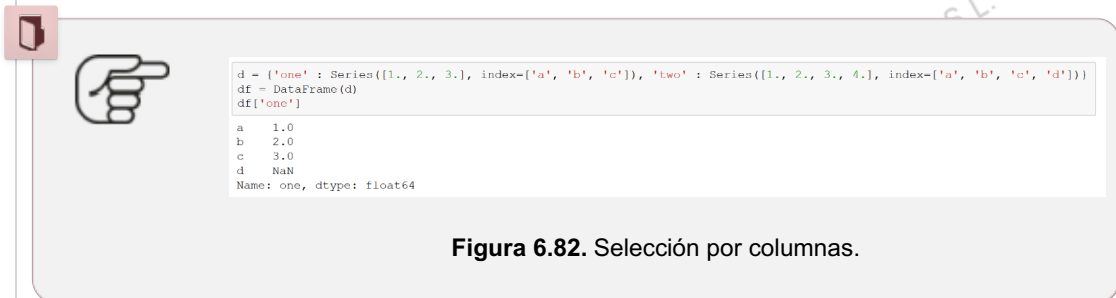 S.L.
d = {'one' : Series([1., 2., 3.], index=['a', 'b', 'c']), 'two' : Series([1., 2., 3., 4.], index=['a', 'b', 'c', 'd'])}
df = DataFrame(d)
df['one']
a    1.0
b    2.0
c    3.0
d    NaN
Name: one, dtype: float64
Figura 6.82. Selección por columnas.